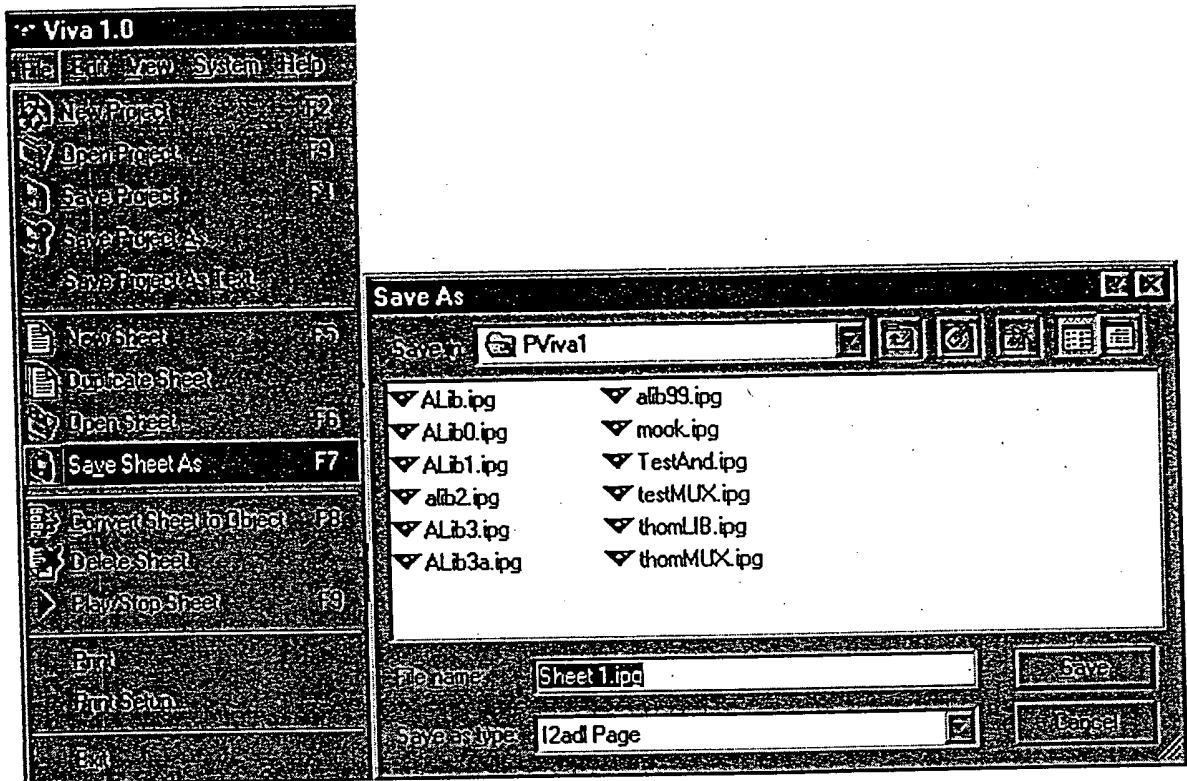 Viva 1.0
File Edit View System Help
New Project F2
Open Project F3
Save Project F4
Save Project As
Save Project As Text
New Sheet F5
Duplicate Sheet
Open Sheet F6
Save Sheet As F7
Convert Sheet to Object F8
Delete Sheet
Play/Stop Sheet F9
Print
Print Setup...
Exit
Save As
Save in: PViva1
ALib.ipg
ALib0.ipg
ALib1.ipg
alib2.ipg
ALib3.ipg
ALib3a.ipg
alib99.ipg
mook.ipg
TestAnd.ipg
testMUX.ipg
thomLIB.ipg
thomMUX.ipg
File name: Sheet 1.ipg Save
Save as type: I2adl Page Cancel